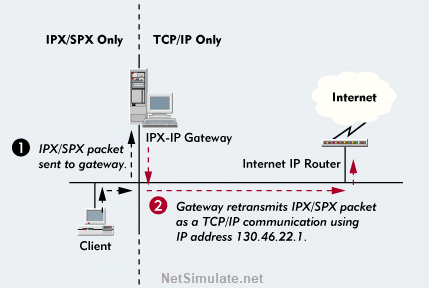 IPX/SPX Only
TCP/IP Only
Internet
IPX-IP Gateway
1 IPX/SPX packet
sent to gateway.
Internet IP Router
2 Gateway retransmits IPX/SPX packet
as a TCP/IP communication using
IP address 130.46.22.1.
Client
NetSimulate.net